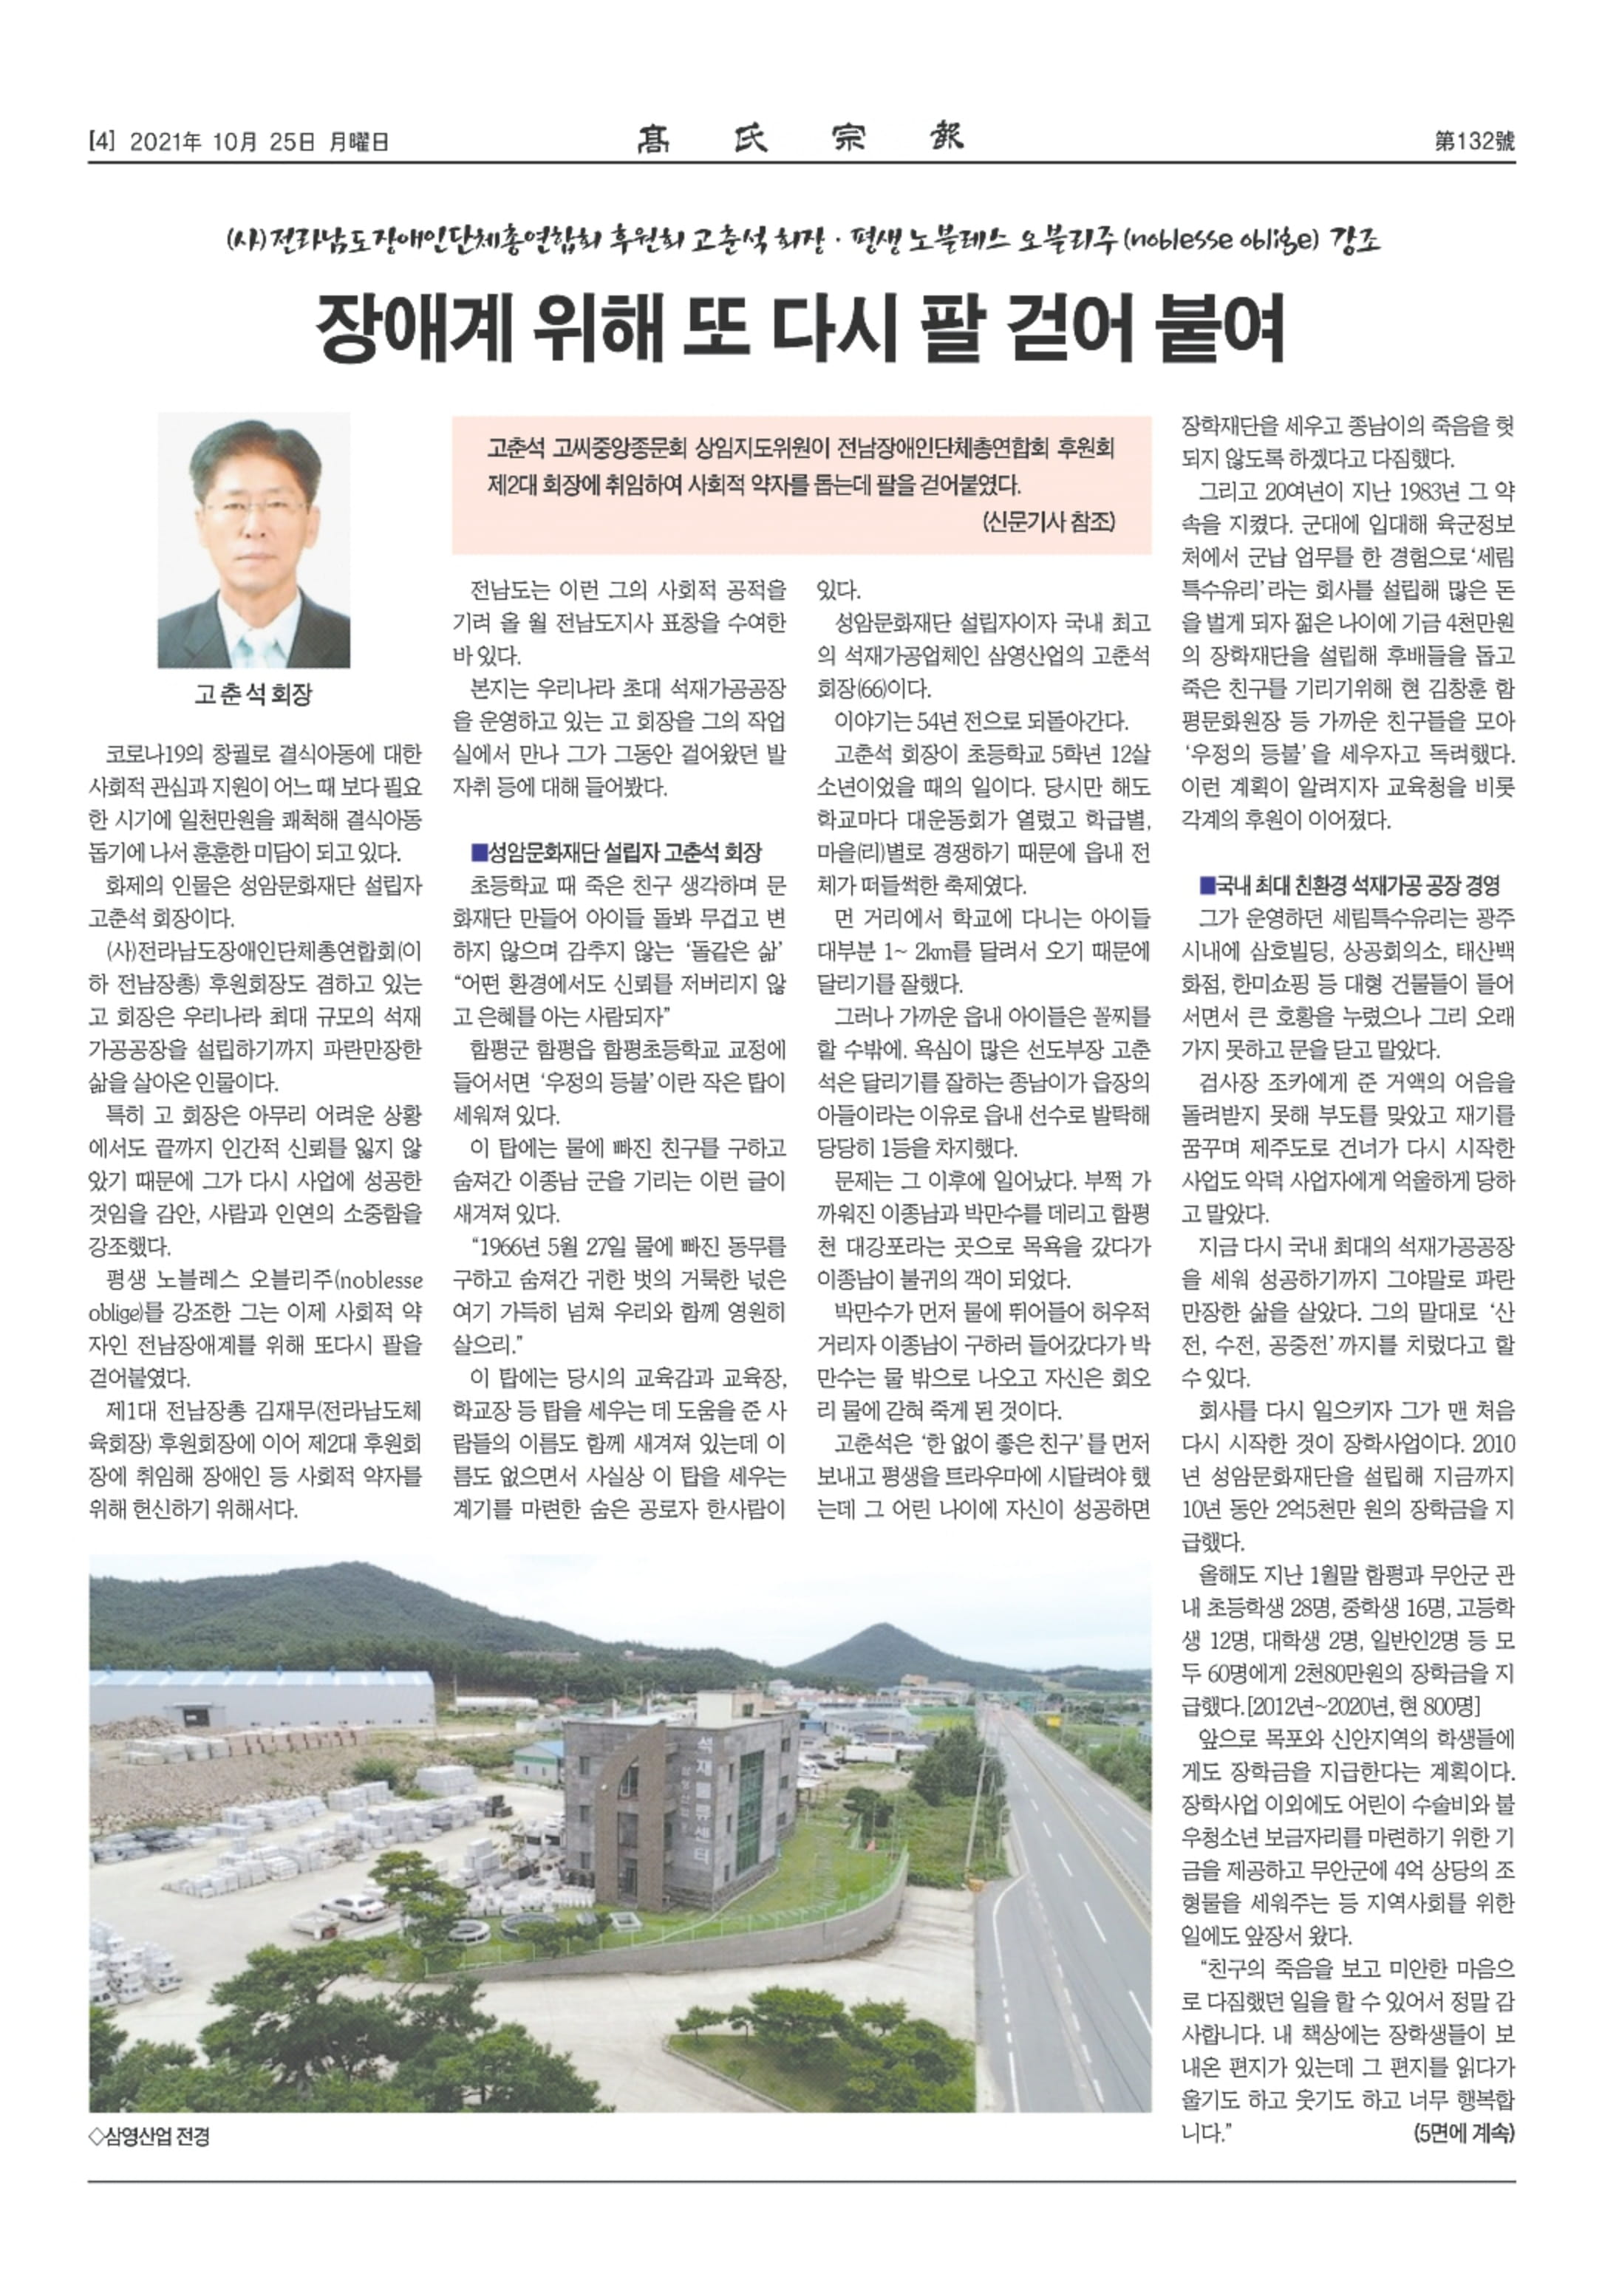 [4] 2021年 10月 25日 月曜日
髙氏宗報
第132號
(사)전라남도장애인단체총연합회 후원회 고춘석 회장 · 평생 노블레스 오블리주(noblesse oblige) 강조
장애계 위해 또 다시 팔 걷어 붙여
고춘석 회장
코로나19의 창궐로 결식아동에 대한
사회적 관심과 지원이 어느 때 보다 필요
한 시기에 일천만원을 쾌척해 결식아동
돕기에 나서 훈훈한 미담이 되고 있다.
화제의 인물은 성암문화재단 설립자
고춘석 회장이다.
(사)전라남도장애인단체총연합회(이
하 전남장총) 후원회장도 겸하고 있는
고 회장은 우리나라 최대 규모의 석재
가공공장을 설립하기까지 파란만장한
삶을 살아온 인물이다.
특히 고 회장은 아무리 어려운 상황
에서도 끝까지 인간적 신뢰를 잃지 않
았기 때문에 그가 다시 사업에 성공한
것임을 감안, 사람과 인연의 소중함을
강조했다.
평생 노블레스 오블리주(noblesse
oblige)를 강조한 그는 이제 사회적 약
자인 전남장애계를 위해 또다시 팔을
걷어붙였다.
제1대 전남장총 김재무(전라남도체
육회장) 후원회장에 이어 제2대 후원회
장에 취임해 장애인 등 사회적 약자를
위해 헌신하기 위해서다.
고춘석 고씨중앙종문회 상임지도위원이 전남장애인단체총연합회 후원회
제2대 회장에 취임하여 사회적 약자를 돕는데 팔을 걷어붙였다.
(신문기사 참조)
전남도는 이런 그의 사회적 공적을
기려 올 월 전남도지사 표창을 수여한
바 있다.
본지는 우리나라 초대 석재가공공장
을 운영하고 있는 고 회장을 그의 작업
실에서 만나 그가 그동안 걸어왔던 발
자취 등에 대해 들어봤다.
■성암문화재단 설립자 고춘석 회장
초등학교 때 죽은 친구 생각하며 문
화재단 만들어 아이들 돌봐 무겁고 변
하지 않으며 감추지 않는 ‘돌같은 삶’
“어떤 환경에서도 신뢰를 저버리지 않
고 은혜를 아는 사람되자”
함평군 함평읍 함평초등학교 교정에
들어서면 ‘우정의 등불’이란 작은 탑이
세워져 있다.
이 탑에는 물에 빠진 친구를 구하고
숨져간 이종남 군을 기리는 이런 글이
새겨져 있다.
“1966년 5월 27일 물에 빠진 동무를
구하고 숨져간 귀한 벗의 거룩한 넋은
여기 가득히 넘쳐 우리와 함께 영원히
살으리.”
이 탑에는 당시의 교육감과 교육장,
학교장 등 탑을 세우는 데 도움을 준 사
람들의 이름도 함께 새겨져 있는데 이
름도 없으면서 사실상 이 탑을 세우는
계기를 마련한 숨은 공로자 한사람이
있다.
성암문화재단 설립자이자 국내 최고
의 석재가공업체인 삼영산업의 고춘석
회장(66)이다.
이야기는 54년 전으로 되돌아간다.
고춘석 회장이 초등학교 5학년 12살
소년이었을 때의 일이다. 당시만 해도
학교마다 대운동회가 열렸고 학급별,
마을(리)별로 경쟁하기 때문에 읍내 전
체가 떠들썩한 축제였다.
먼 거리에서 학교에 다니는 아이들
대부분 1~ 2km를 달려서 오기 때문에
달리기를 잘했다.
그러나 가까운 읍내 아이들은 꼴찌를
할 수밖에. 욕심이 많은 선도부장 고춘
석은 달리기를 잘하는 종남이가 읍장의
아들이라는 이유로 읍내 선수로 발탁해
당당히 1등을 차지했다.
문제는 그 이후에 일어났다. 부쩍 가
까워진 이종남과 박만수를 데리고 함평
천 대강포라는 곳으로 목욕을 갔다가
이종남이 불귀의 객이 되었다.
박만수가 먼저 물에 뛰어들어 허우적
거리자 이종남이 구하러 들어갔다가 박
만수는 물 밖으로 나오고 자신은 회오
리 물에 갇혀 죽게 된 것이다.
고춘석은 ‘한 없이 좋은 친구’를 먼저
보내고 평생을 트라우마에 시달려야 했
는데 그 어린 나이에 자신이 성공하면
장학재단을 세우고 종남이의 죽음을 헛
되지 않도록 하겠다고 다짐했다.
그리고 20여년이 지난 1983년 그 약
속을 지켰다. 군대에 입대해 육군정보
처에서 군납 업무를 한 경험으로 ‘세림
특수유리’라는 회사를 설립해 많은 돈
을 벌게 되자 젊은 나이에 기금 4천만원
의 장학재단을 설립해 후배들을 돕고
죽은 친구를 기리기위해 현 김창훈 함
평문화원장 등 가까운 친구들을 모아
‘우정의 등불’을 세우자고 독려했다.
이런 계획이 알려지자 교육청을 비롯
각계의 후원이 이어졌다.
■국내 최대 친환경 석재가공 공장 경영
그가 운영하던 세림특수유리는 광주
시내에 삼호빌딩, 상공회의소, 태산백
화점, 한미쇼핑 등 대형 건물들이 들어
서면서 큰 호황을 누렸으나 그리 오래
가지 못하고 문을 닫고 말았다.
검사장 조카에게 준 거액의 어음을
돌려받지 못해 부도를 맞았고 재기를
꿈꾸며 제주도로 건너가 다시 시작한
사업도 악덕 사업자에게 억울하게 당하
고 말았다.
지금 다시 국내 최대의 석재가공공장
을 세워 성공하기까지 그야말로 파란
만장한 삶을 살았다. 그의 말대로 ‘산
전, 수전, 공중전’까지를 치렀다고 할
수 있다.
회사를 다시 일으키자 그가 맨 처음
다시 시작한 것이 장학사업이다. 2010
년 성암문화재단을 설립해 지금까지
10년 동안 2억5천만 원의 장학금을 지
급했다.
올해도 지난 1월말 함평과 무안군 관
내 초등학생 28명, 중학생 16명, 고등학
생 12명, 대학생 2명, 일반인2명 등 모
두 60명에게 2천80만원의 장학금을 지
급했다.[2012년~2020년, 현 800명]
앞으로 목포와 신안지역의 학생들에
게도 장학금을 지급한다는 계획이다.
장학사업 이외에도 어린이 수술비와 불
우청소년 보금자리를 마련하기 위한 기
금을 제공하고 무안군에 4억 상당의 조
형물을 세워주는 등 지역사회를 위한
일에도 앞장서 왔다.
“친구의 죽음을 보고 미안한 마음으
로 다짐했던 일을 할 수 있어서 정말 감
사합니다. 내 책상에는 장학생들이 보
내온 편지가 있는데 그 편지를 읽다가
울기도 하고 웃기도 하고 너무 행복합
니다.”
(5면에 계속)
석재물류센터
삼영산업
◇삼영산업 전경